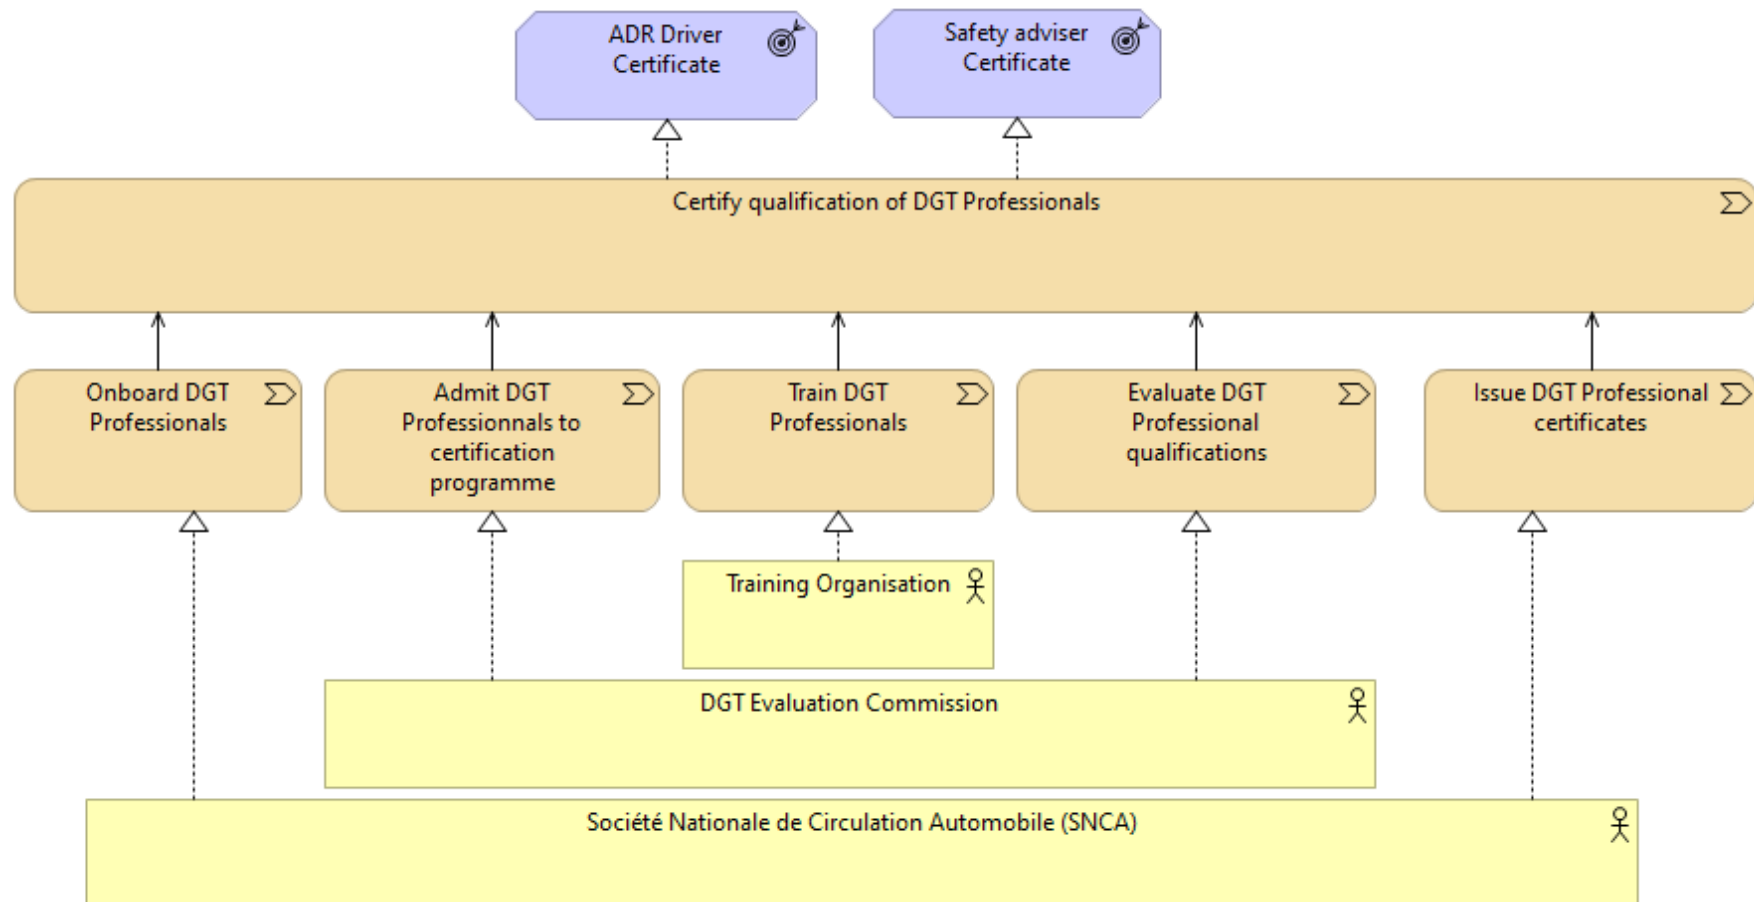 ADR Driver
Certificate
Safety adviser
Certificate
Certify qualification of DGT Professionals
Onboard DGT
Professionals
Admit DGT
Professionnals to
certification
programme
Train DGT
Professionals
Evaluate DGT
Professional
qualifications
Issue DGT Professional
certificates
Training Organisation
DGT Evaluation Commission
Société Nationale de Circulation Automobile (SNCA)